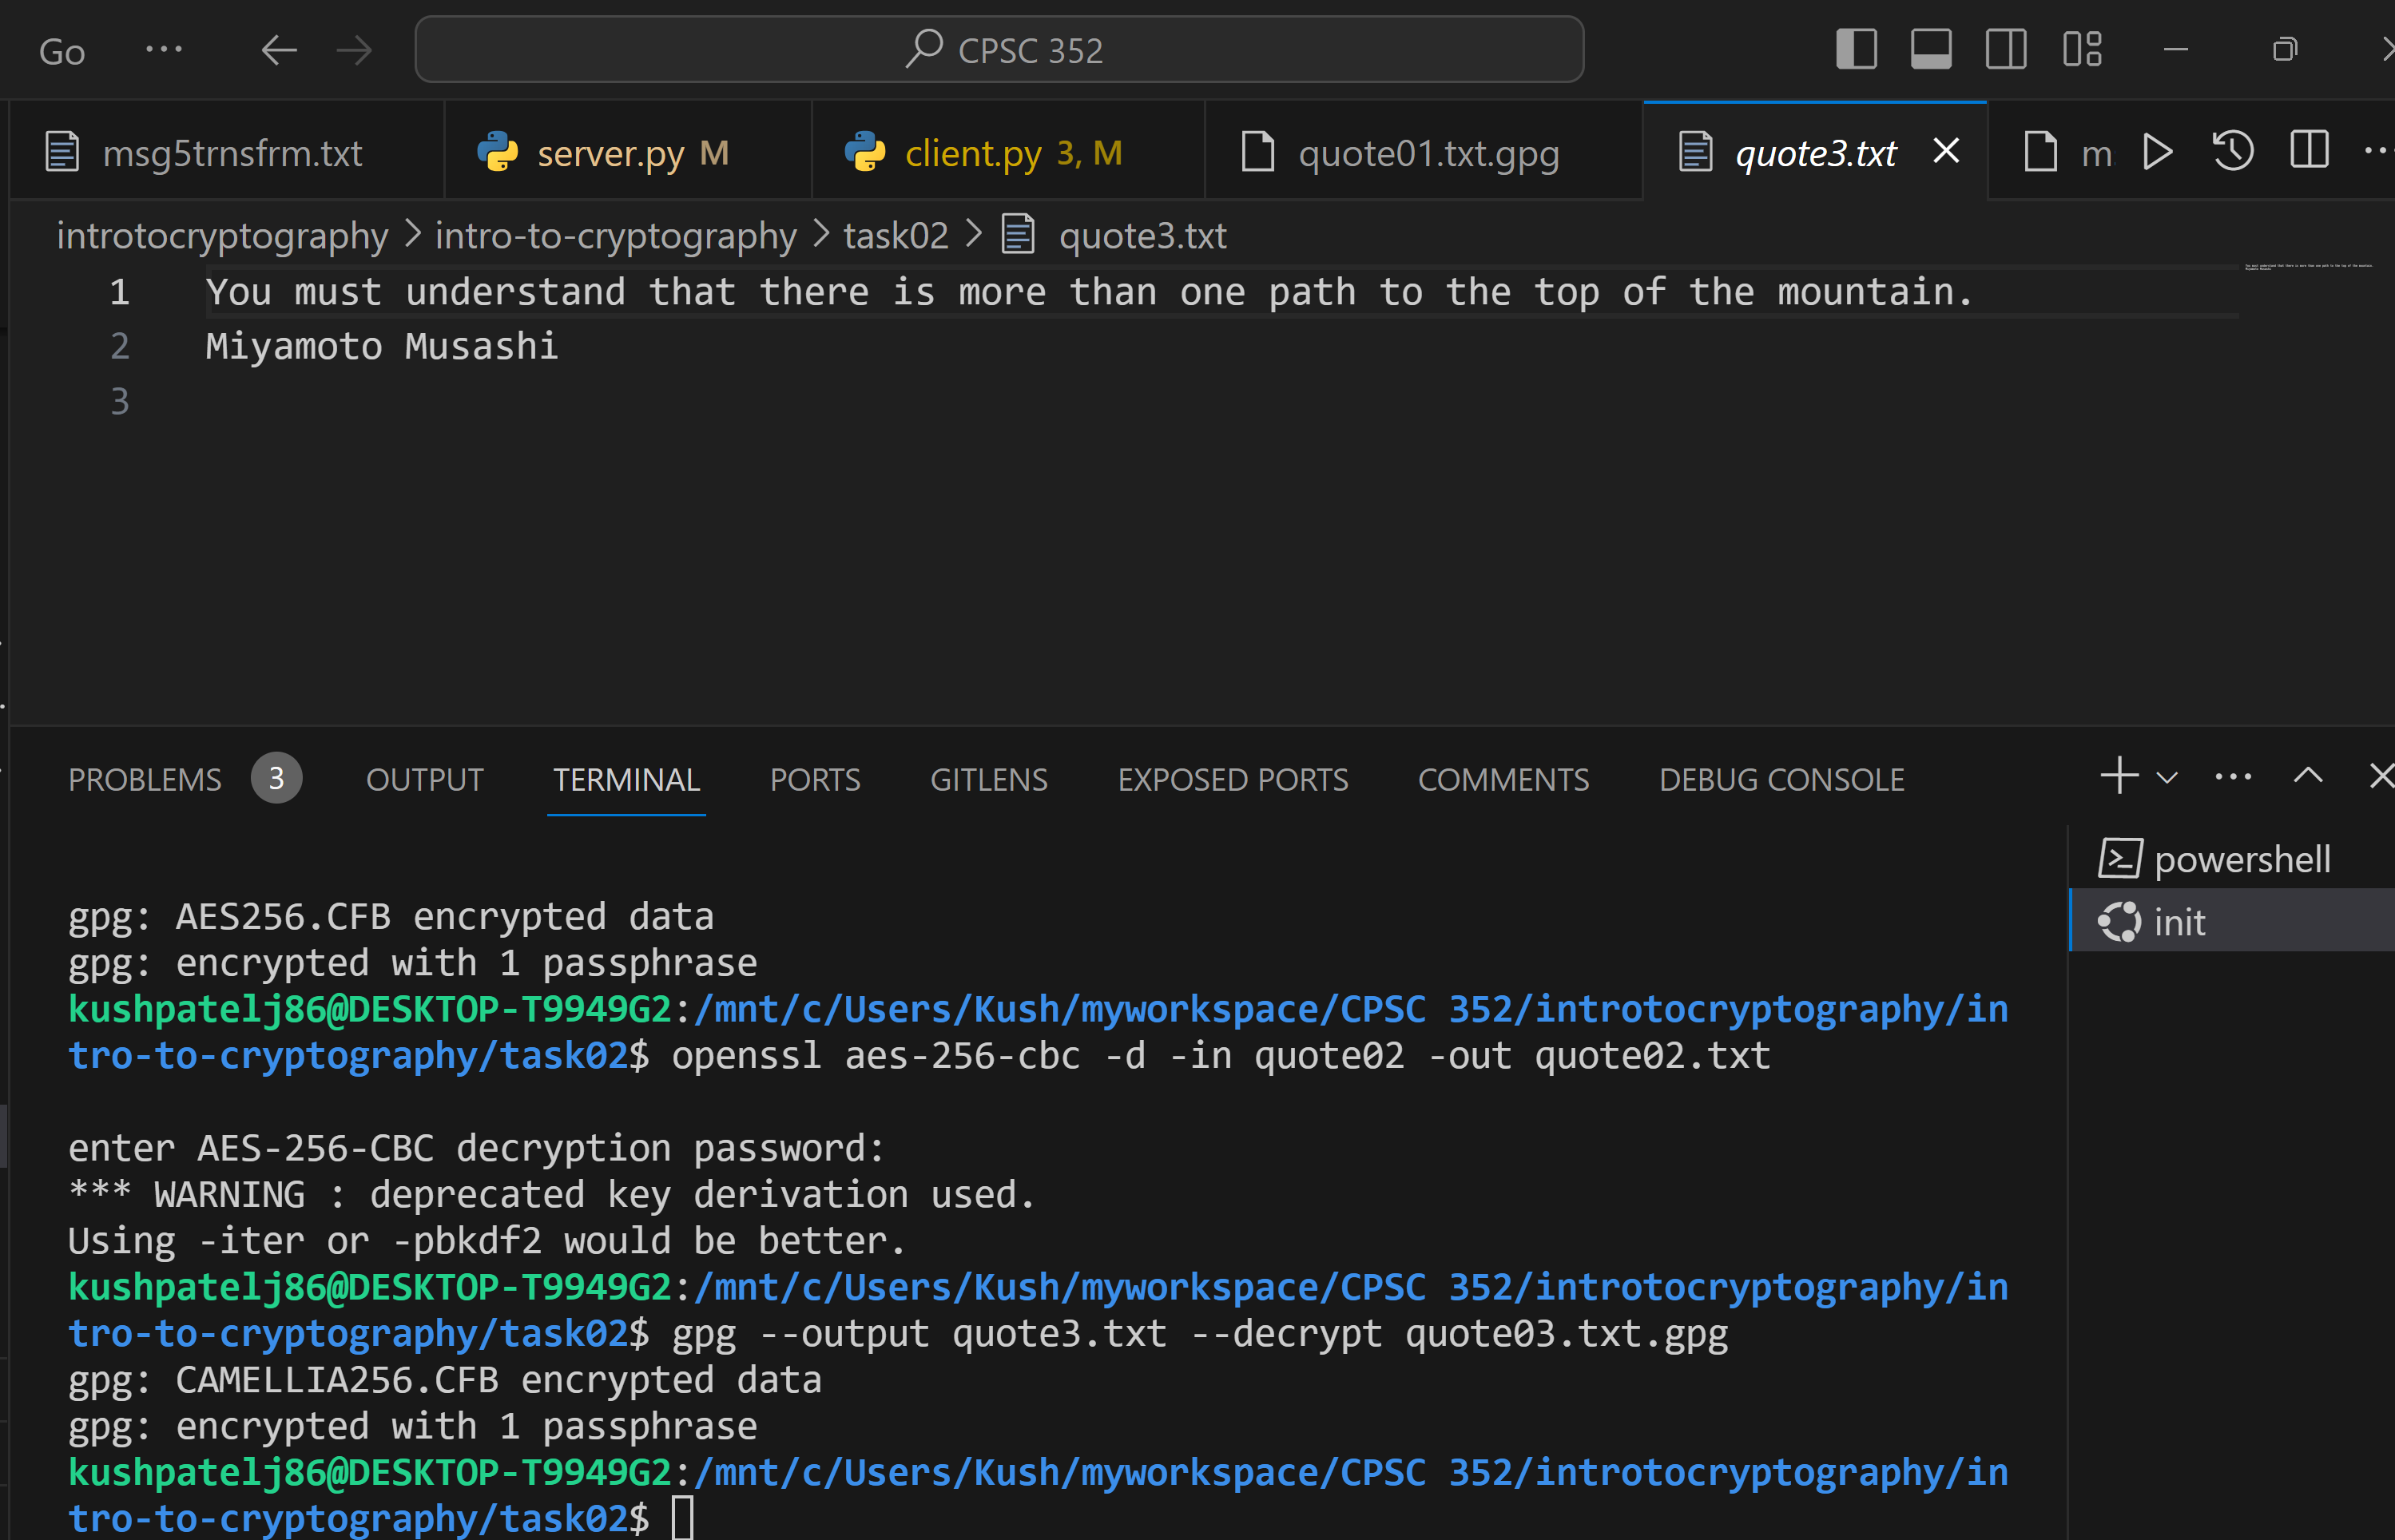 Go ··· CPSC 352
msg5trnsfrm.txt server.py M client.py 3, M quote01.txt.gpg quote3.txt m
introtocryptography > intro-to-cryptography > task02 > quote3.txt
1 You must understand that there is more than one path to the top of the mountain.
2 Miyamoto Musashi
3
PROBLEMS 3 OUTPUT TERMINAL PORTS GITLENS EXPOSED PORTS COMMENTS DEBUG CONSOLE
powershell
init
gpg: AES256.CFB encrypted data
gpg: encrypted with 1 passphrase
kushpatelj86@DESKTOP-T9949G2:/mnt/c/Users/Kush/myworkspace/CPSC 352/introtocryptography/in
tro-to-cryptography/task02$ openssl aes-256-cbc -d -in quote02 -out quote02.txt
enter AES-256-CBC decryption password:
*** WARNING : deprecated key derivation used.
Using -iter or -pbkdf2 would be better.
kushpatelj86@DESKTOP-T9949G2:/mnt/c/Users/Kush/myworkspace/CPSC 352/introtocryptography/in
tro-to-cryptography/task02$ gpg --output quote3.txt --decrypt quote03.txt.gpg
gpg: CAMELLIA256.CFB encrypted data
gpg: encrypted with 1 passphrase
kushpatelj86@DESKTOP-T9949G2:/mnt/c/Users/Kush/myworkspace/CPSC 352/introtocryptography/in
tro-to-cryptography/task02$